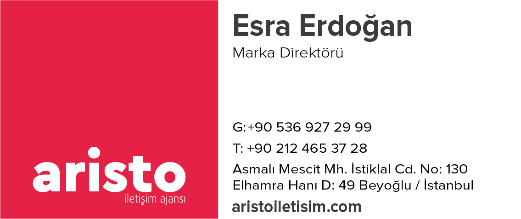 Esra Erdoğan
Marka Direktörü
G: +90 536 927 29 99
T: +90 212 465 37 28
Asmalı Mescit Mh. İstiklal Cd. No: 130
Elhamra Hanı D: 49 Beyoğlu / İstanbul
aristoiletisim.com
aristo
iletişim ajansı